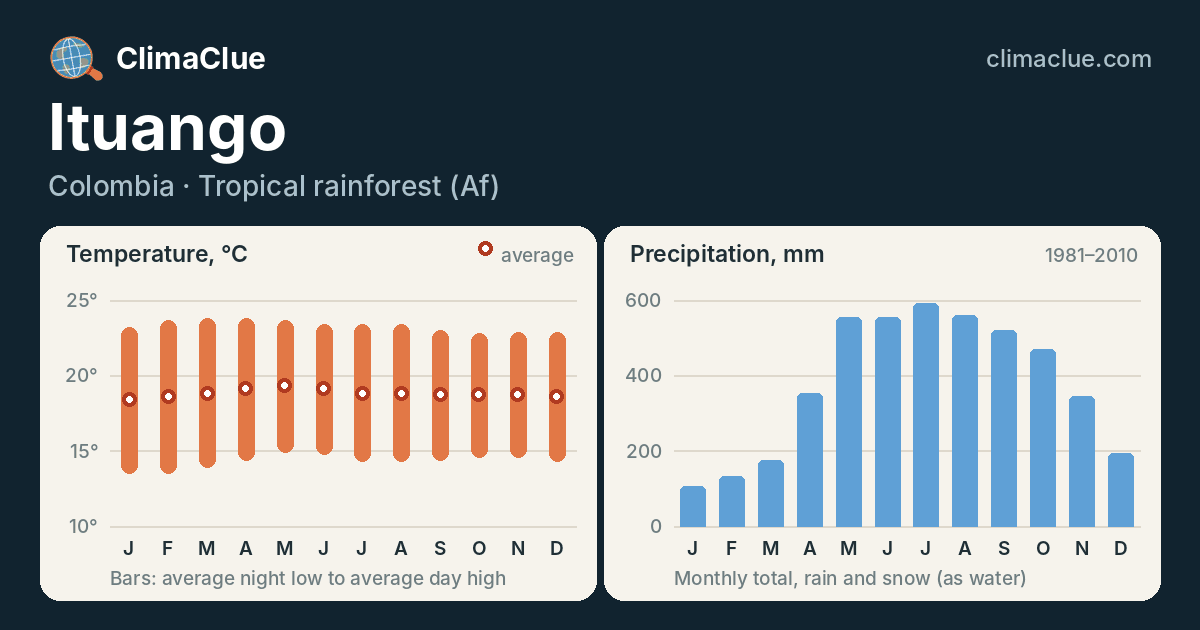 ClimaClue
climaclue.com
Ituango
Colombia · Tropical rainforest (Af)
Temperature, °C
average
25°
20°
15°
10°
J F M A M J J A S O N D
Bars: average night low to average day high
Precipitation, mm
1981–2010
600
400
200
0
J F M A M J J A S O N D
Monthly total, rain and snow (as water)